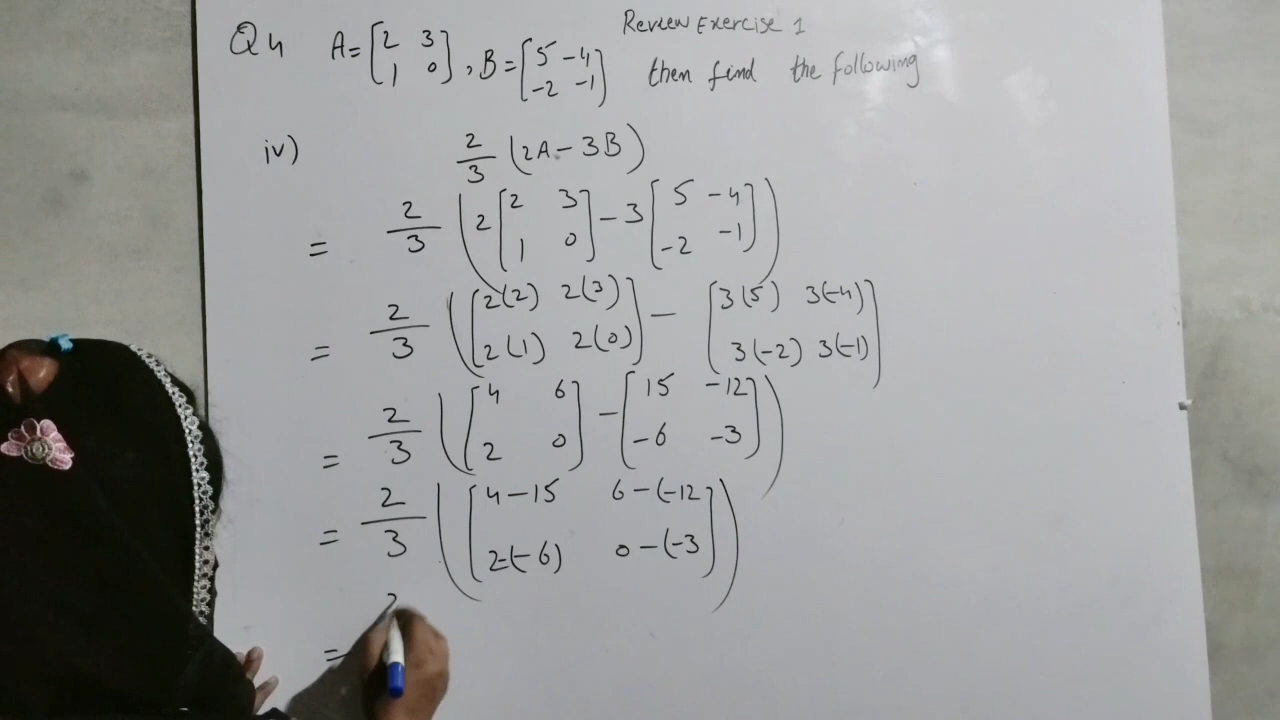 Review Exercise 1
Q4 A = [2 3 1 0], B = [5 -4 -2 -1] then find the following
iv) 2/3 (2A - 3B)
= 2/3 (2[2 3 1 0] - 3[5 -4 -2 -1])
= 2/3 ([2(2) 2(3) 2(1) 2(0)] - [3(5) 3(-4) 3(-2) 3(-1)])
= 2/3 ([4 6 2 0] - [15 -12 -6 -3])
= 2/3 ([4-15 6-(-12 2-(-6) 0-(-3])
=